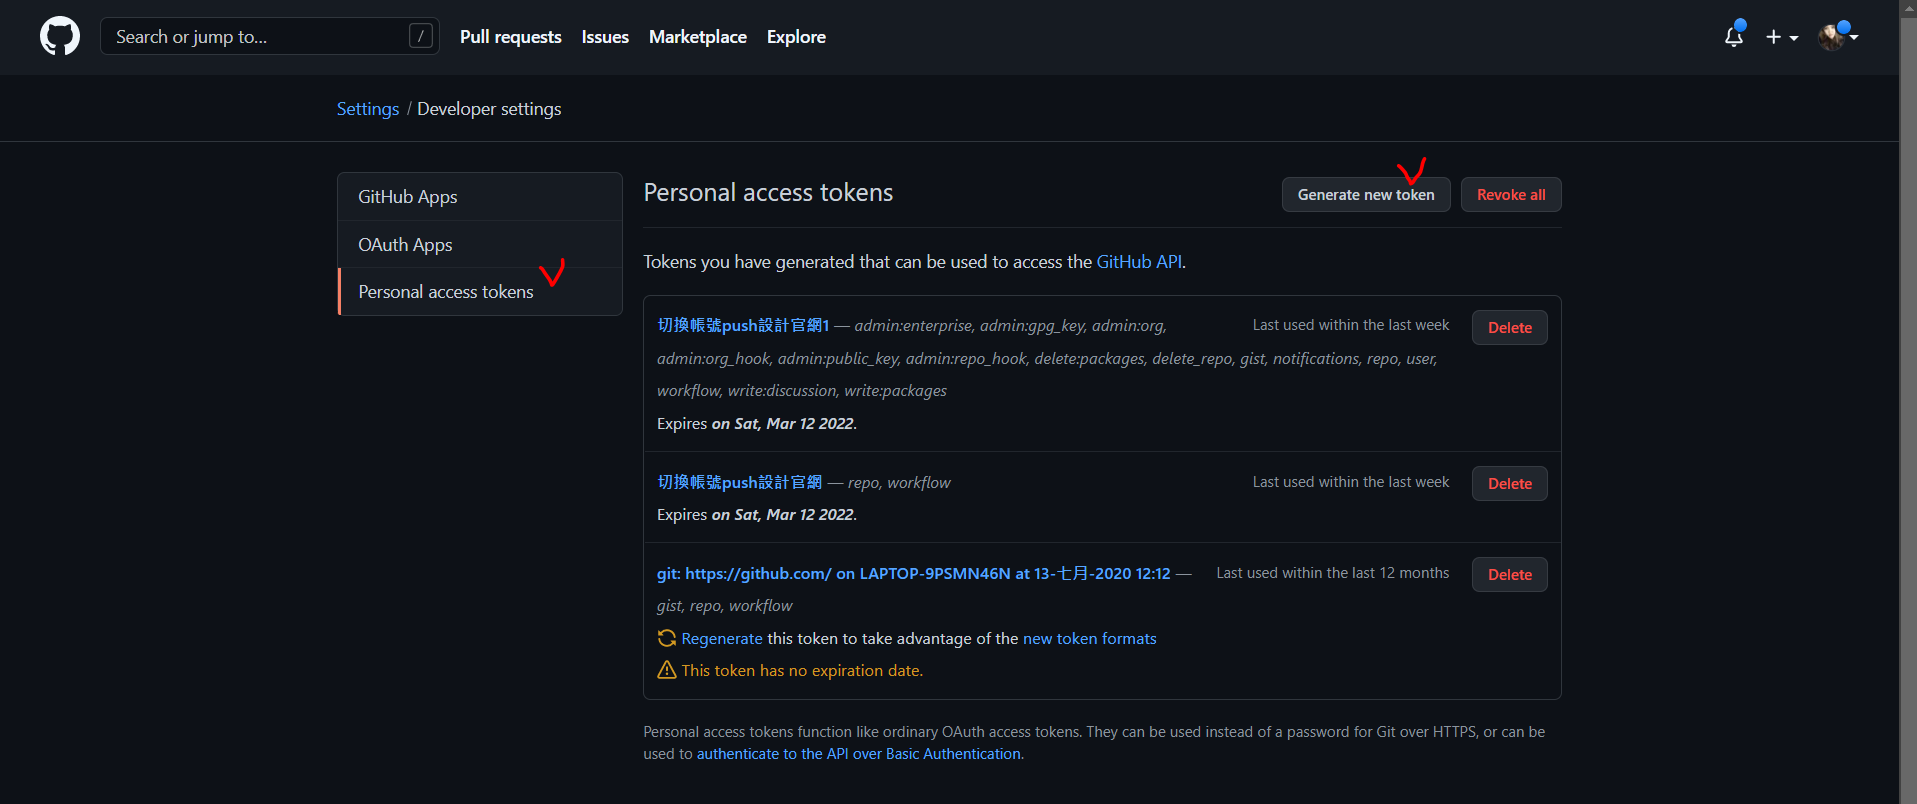 Search or jump to... /
Pull requests Issues Marketplace Explore
Settings / Developer settings
GitHub Apps
OAuth Apps
Personal access tokens
Personal access tokens
Generate new token
Revoke all
Tokens you have generated that can be used to access the GitHub API.
切換帳號push設計官網1 — admin:enterprise, admin:gpg_key, admin:org,
admin:org_hook, admin:public_key, admin:repo_hook, delete:packages, delete_repo, gist, notifications, repo, user,
workflow, write:discussion, write:packages
Last used within the last week
Delete
Expires on Sat, Mar 12 2022.
切換帳號push設計官網 — repo, workflow
Last used within the last week
Delete
Expires on Sat, Mar 12 2022.
git: https://github.com/ on LAPTOP-9PSMN46N at 13-七月-2020 12:12 —
gist, repo, workflow
Last used within the last 12 months
Delete
Regenerate this token to take advantage of the new token formats
This token has no expiration date.
Personal access tokens function like ordinary OAuth access tokens. They can be used instead of a password for Git over HTTPS, or can be
used to authenticate to the API over Basic Authentication.